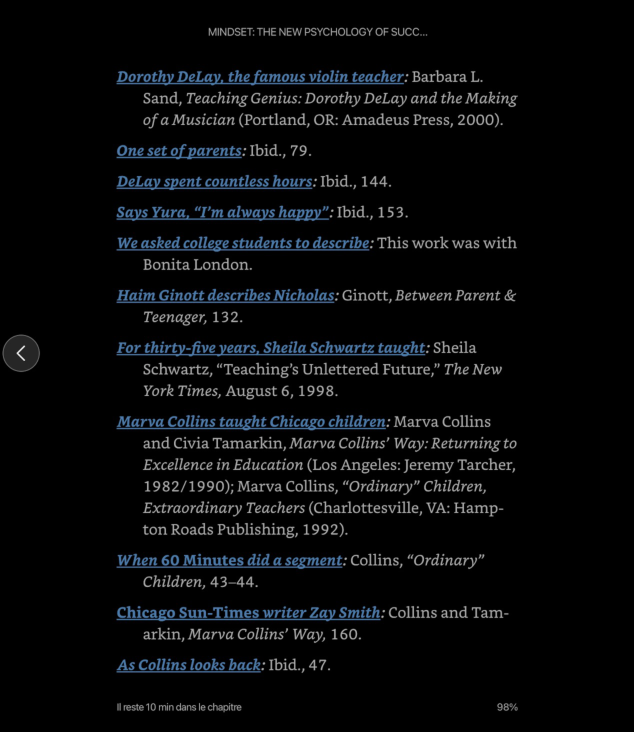 MINDSET: THE NEW PSYCHOLOGY OF SUCC...
Dorothy DeLay, the famous violin teacher: Barbara L.
Sand, Teaching Genius: Dorothy DeLay and the Making
of a Musician (Portland, OR: Amadeus Press, 2000).
One set of parents: Ibid., 79.
DeLay spent countless hours: Ibid., 144.
Says Yura, “I’m always happy”: Ibid., 153.
We asked college students to describe: This work was with
Bonita London.
Haim Ginott describes Nicholas: Ginott, Between Parent &
Teenager, 132.
For thirty-five years, Sheila Schwartz taught: Sheila
Schwartz, “Teaching’s Unlettered Future,” The New
York Times, August 6, 1998.
Marva Collins taught Chicago children: Marva Collins
and Civia Tamarkin, Marva Collins’ Way: Returning to
Excellence in Education (Los Angeles: Jeremy Tarcher,
1982/1990); Marva Collins, “Ordinary” Children,
Extraordinary Teachers (Charlottesville, VA: Hamp-
ton Roads Publishing, 1992).
When 60 Minutes did a segment: Collins, “Ordinary”
Children, 43–44.
Chicago Sun-Times writer Zay Smith: Collins and Tam-
arkin, Marva Collins’ Way, 160.
As Collins looks back: Ibid., 47.
Il reste 10 min dans le chapitre
98%